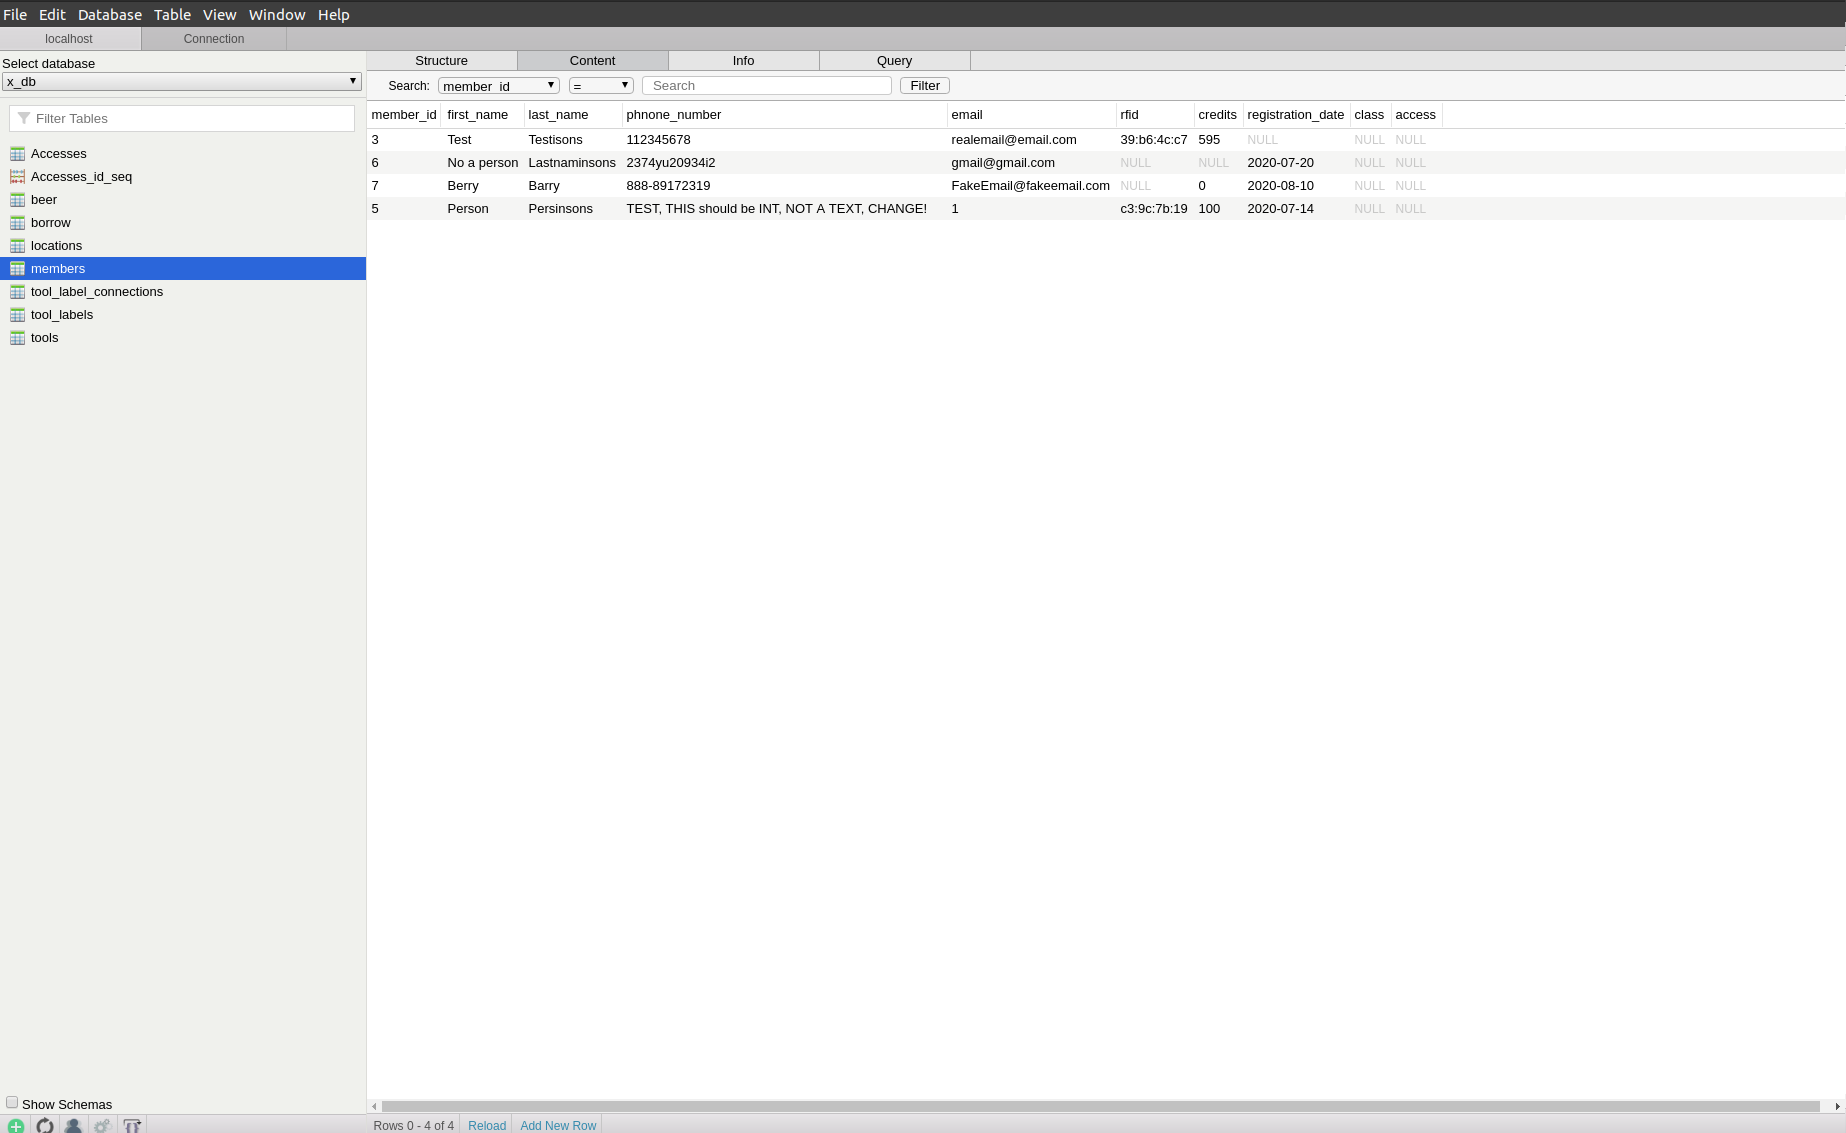 File Edit Database Table View Window Help
localhost Connection
Select database
x_db
Filter Tables
Accesses
Accesses_id_seq
beer
borrow
locations
members
tool_label_connections
tool_labels
tools
Show Schemas
Structure Content Info Query
Search: member_id = Search Filter
member_id first_name last_name phnone_number email rfid credits registration_date class access
3 Test Testisons 112345678 realemail@email.com 39:b6:4c:c7 595 NULL NULL NULL
6 No a person Lastnaminsons 2374yu20934i2 gmail@gmail.com NULL NULL 2020-07-20 NULL NULL
7 Berry Barry 888-89172319 FakeEmail@fakeemail.com NULL 0 2020-08-10 NULL NULL
5 Person Persinsons TEST, THIS should be INT, NOT A TEXT, CHANGE! 1 c3:9c:7b:19 100 2020-07-14 NULL NULL
Rows 0 - 4 of 4 Reload Add New Row